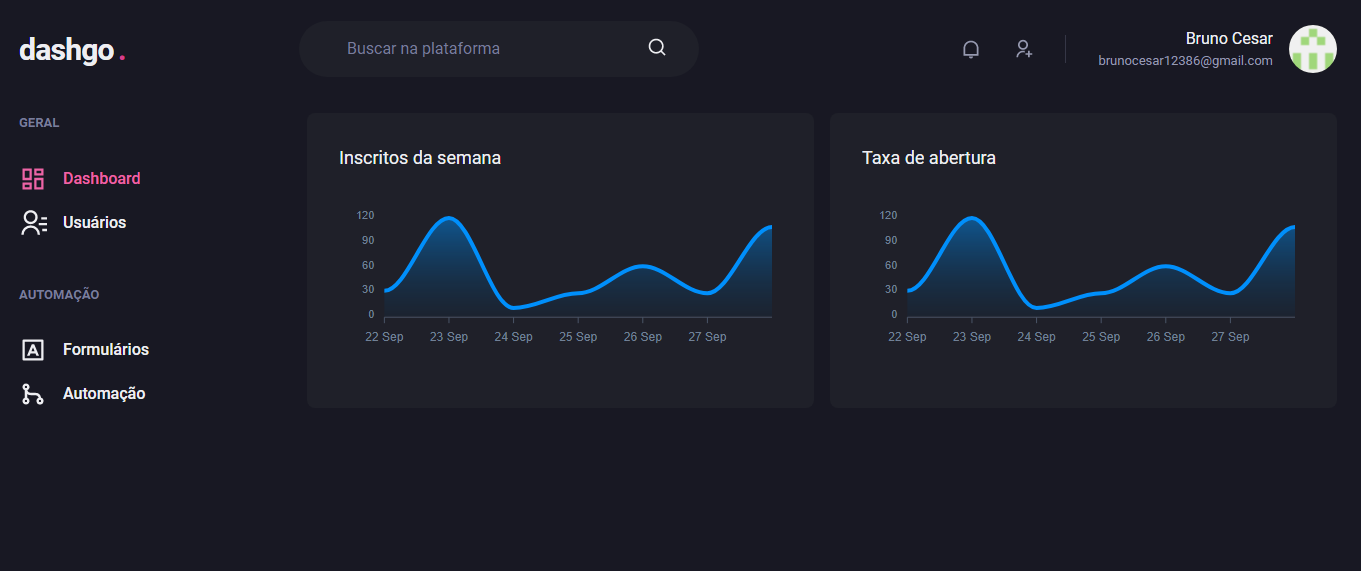 dashgo .
Buscar na plataforma
Bruno Cesar
brunocesar12386@gmail.com
GERAL
Dashboard
Usuários
AUTOMAÇÃO
Formulários
Automação
Inscritos da semana
120
90
60
30
0
22 Sep 23 Sep 24 Sep 25 Sep 26 Sep 27 Sep
Taxa de abertura
120
90
60
30
0
22 Sep 23 Sep 24 Sep 25 Sep 26 Sep 27 Sep